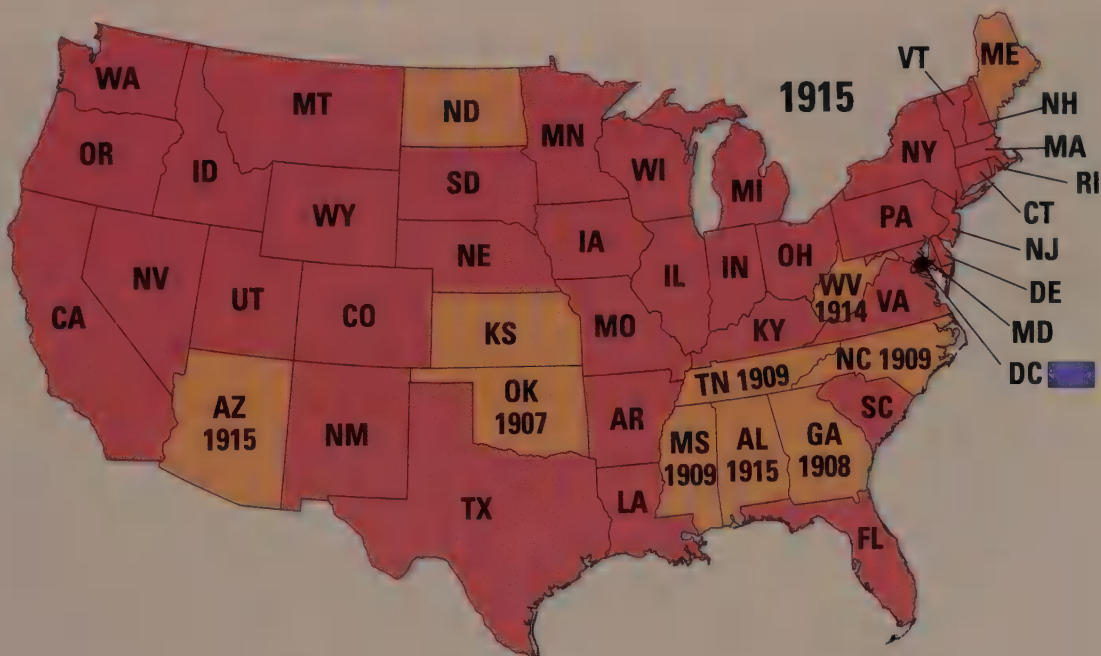 1915
WA
MT
ND
MN
VT
ME
NH
OR
ID
SD
WI
MI
NY
MA
RI
WY
IA
PA
CT
NV
NE
IL
IN
OH
NJ
CA
UT
CO
KS
MO
KY
WV
1914
VA
DE
MD
DC
AZ
1915
NM
OK
1907
AR
TN 1909
NC 1909
SC
MS
1909
AL
1915
GA
1908
TX
LA
FL